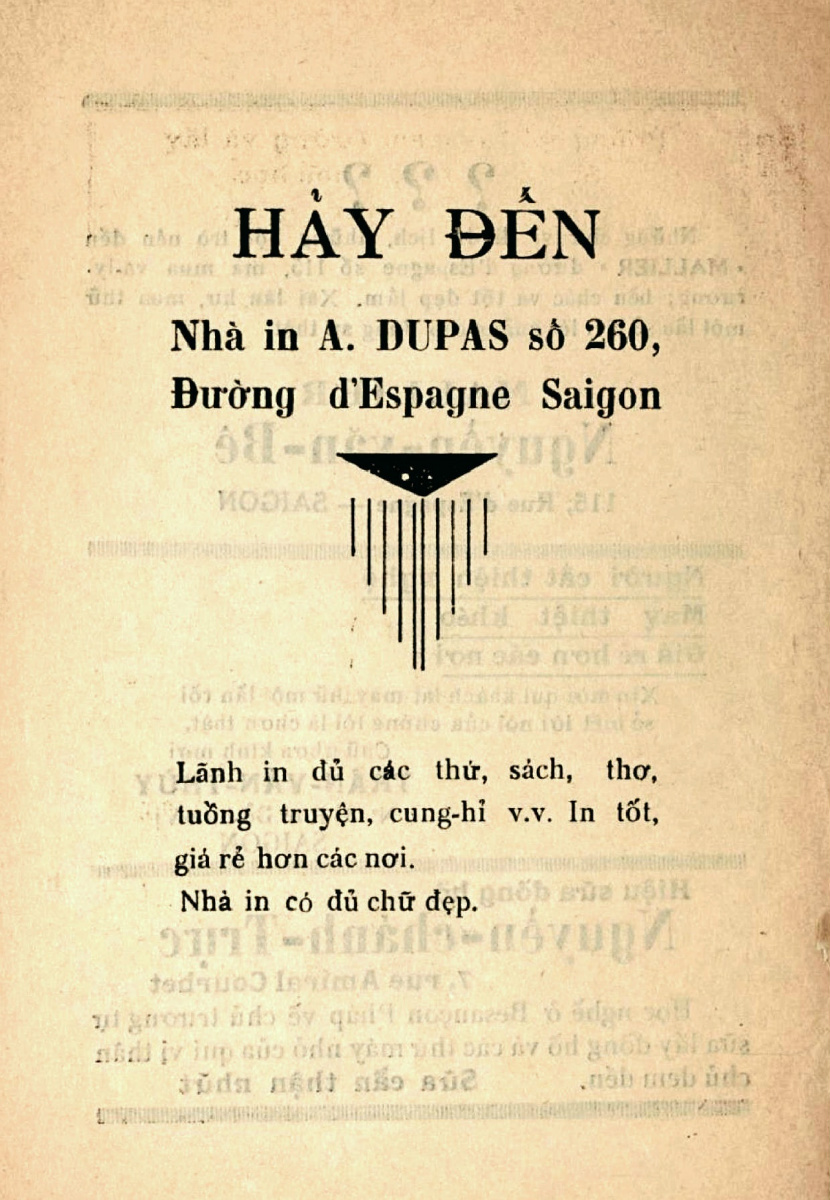 HẢY ĐẾN
Nhà in A. DUPAS số 260,
Đường d'Espagne Saigon
Lãnh in đủ các thứ, sách, thơ,
tuồng truyện, cung-hỉ v.v. In tốt,
giá rẻ hơn các nơi.
Nhà in có đủ chữ đẹp.